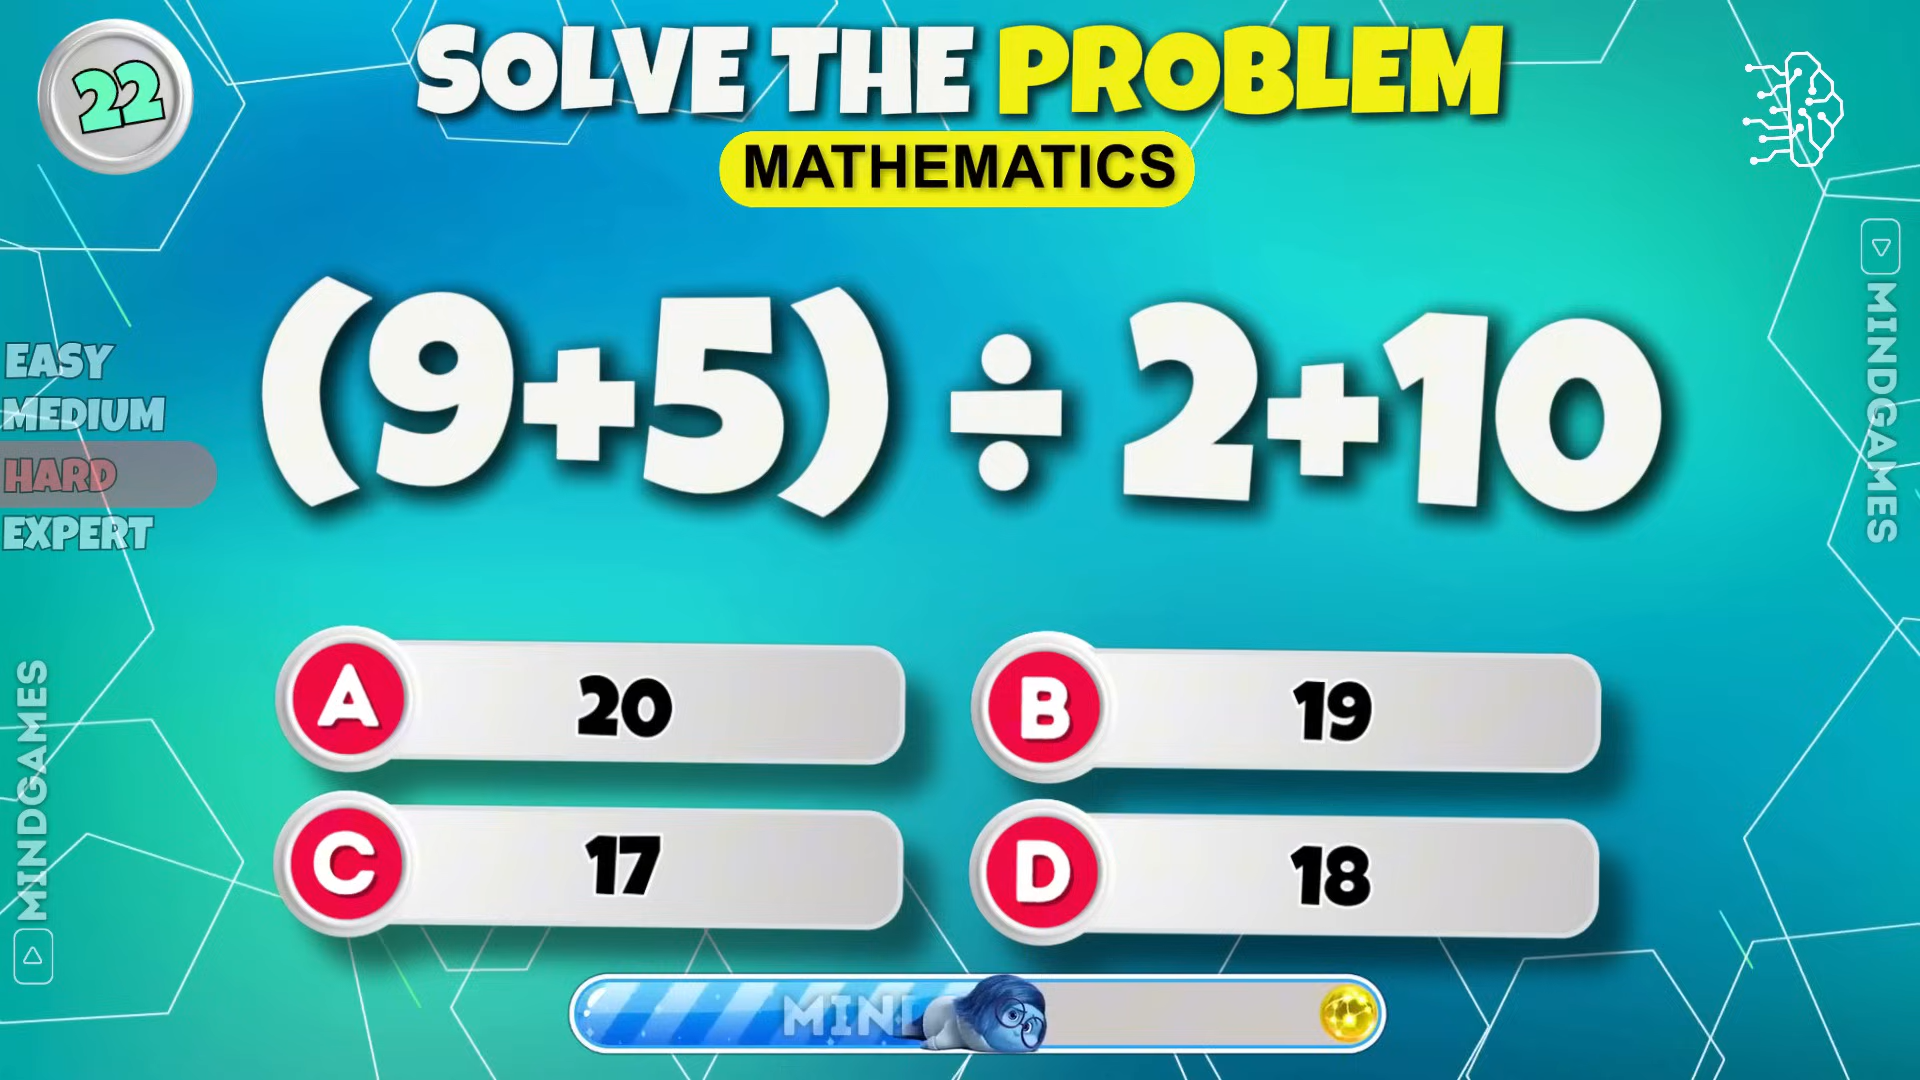 22
SOLVE THE PROBLEM
MATHEMATICS
(9+5) ÷ 2+10
EASY
MEDIUM
HARD
EXPERT
A 20
B 19
C 17
D 18
MINDGAMES
MINDGAMES